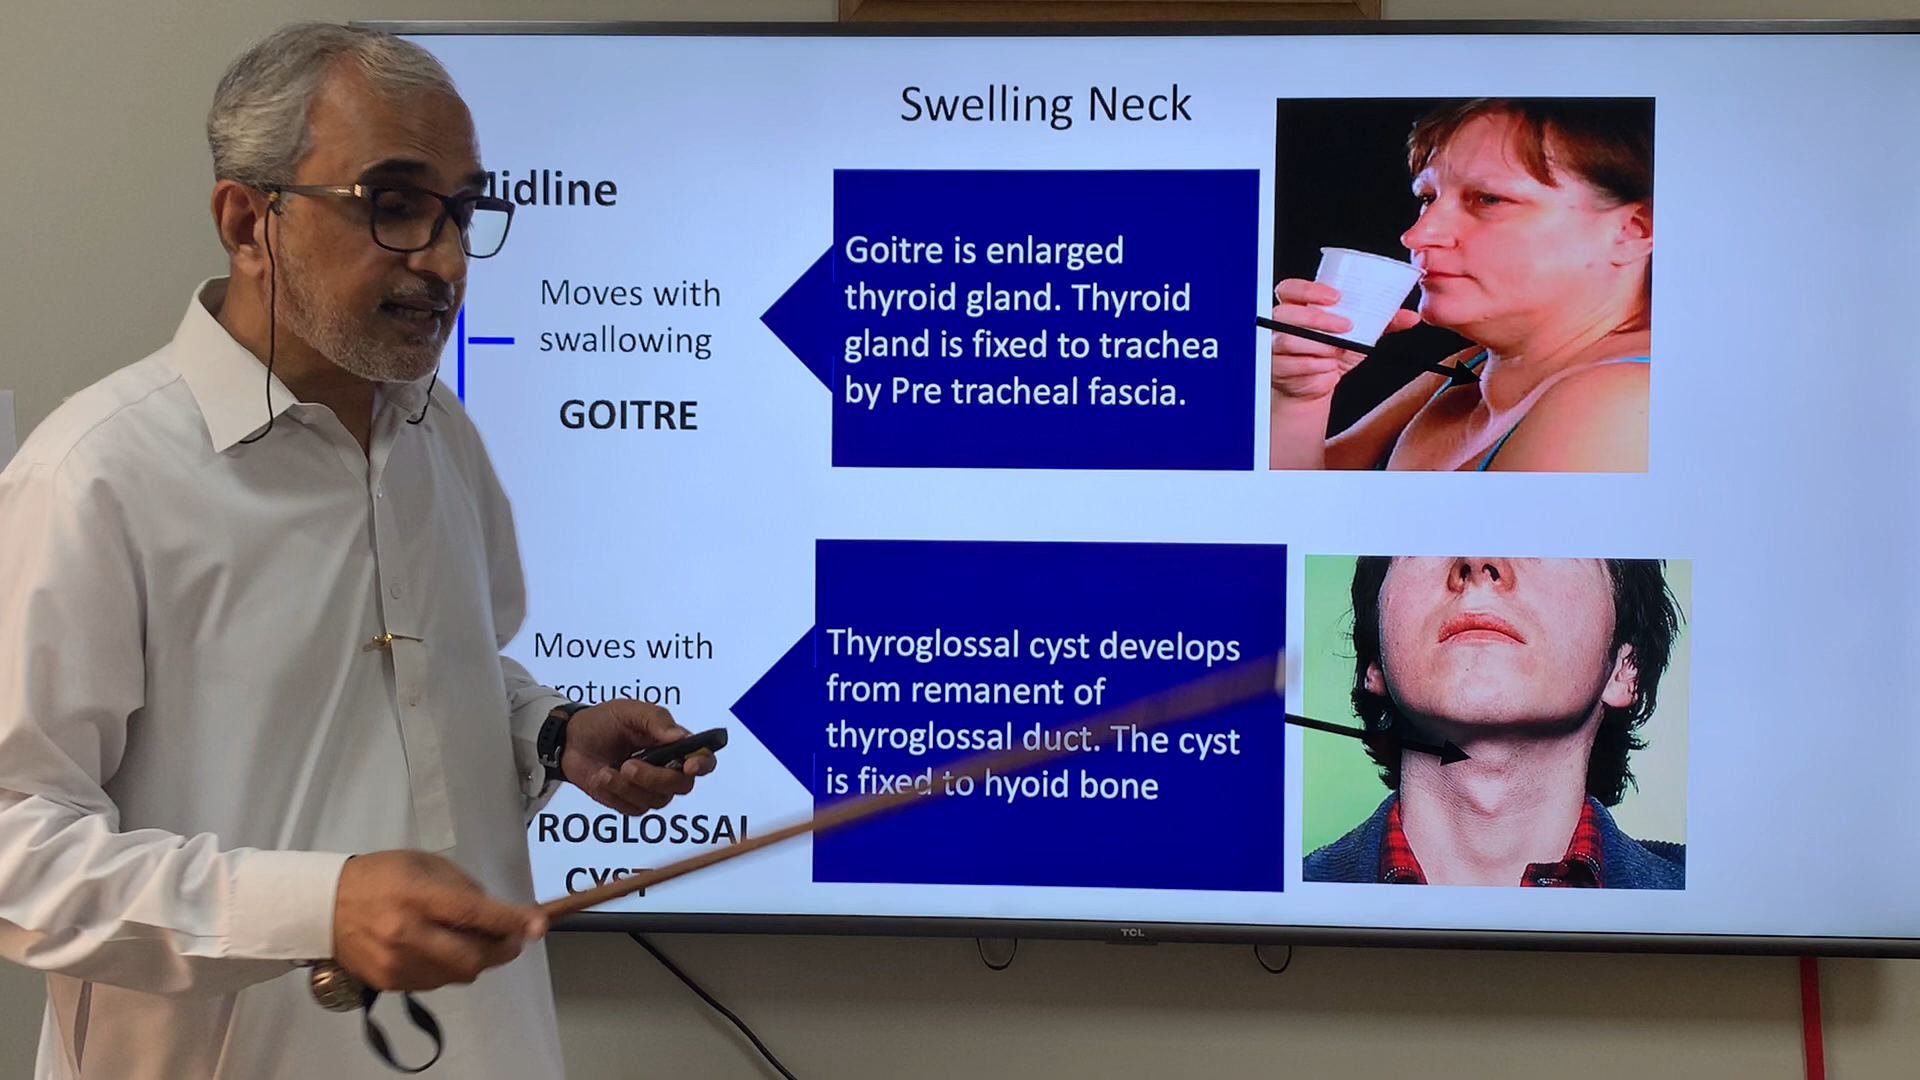 Swelling Neck
idline
Moves with
swallowing
GOITRE
Goitre is enlarged
thyroid gland. Thyroid
gland is fixed to trachea
by Pre tracheal fascia.
Moves with
rotusion
ROGLOSSAL
CYST
Thyroglossal cyst develops
from remanent of
thyroglossal duct. The cyst
is fixed to hyoid bone
TCL